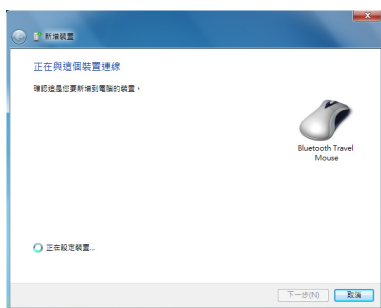 新增裝置
正在與這個裝置連線
確認這是您要新增到電腦的裝置，
Bluetooth Travel
Mouse
正在設定裝置...
下一步(N)
取消